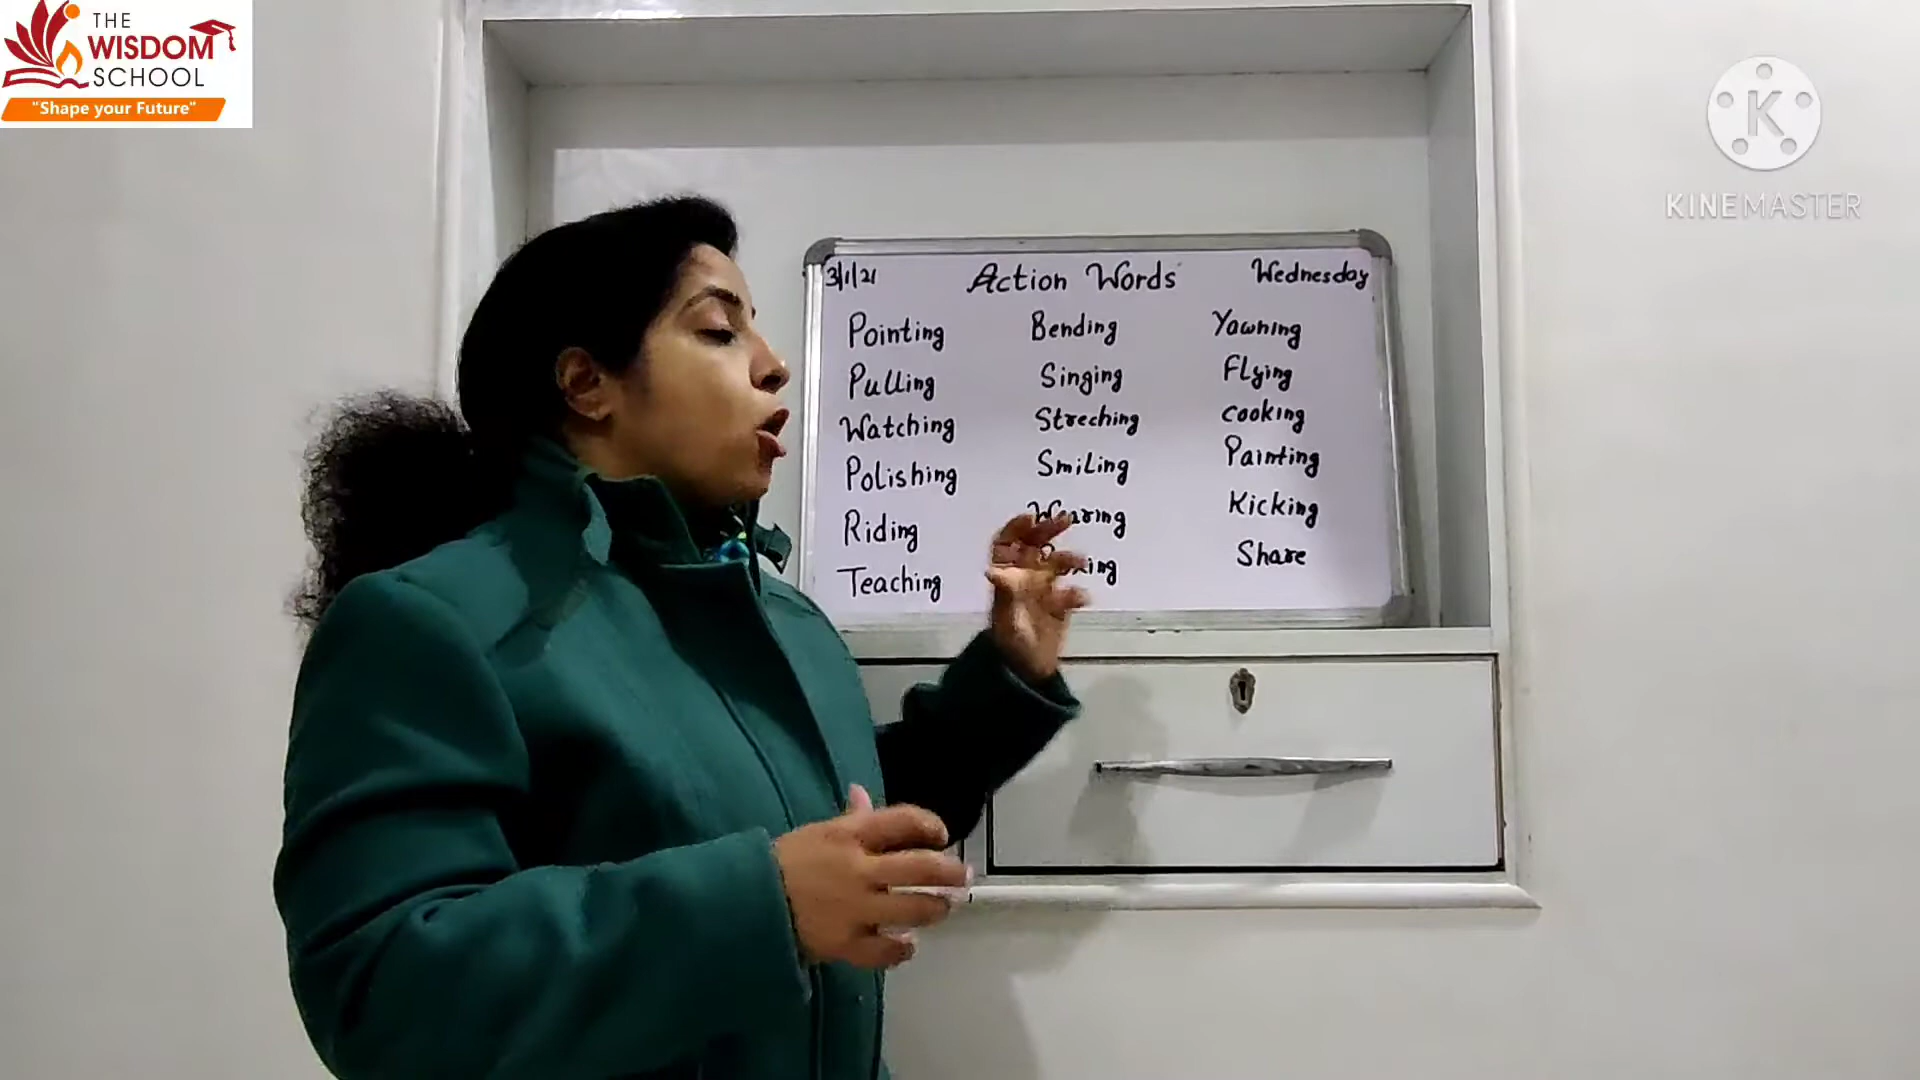 THE
WISDOM
SCHOOL
"Shape your Future"
K
KINEMASTER
3/1/21 Action Words Wednesday
Pointing Bending Yawning
Pulling Singing Flying
Watching Streching cooking
Polishing Smiling Painting
Riding Wearing Kicking
Teaching Share